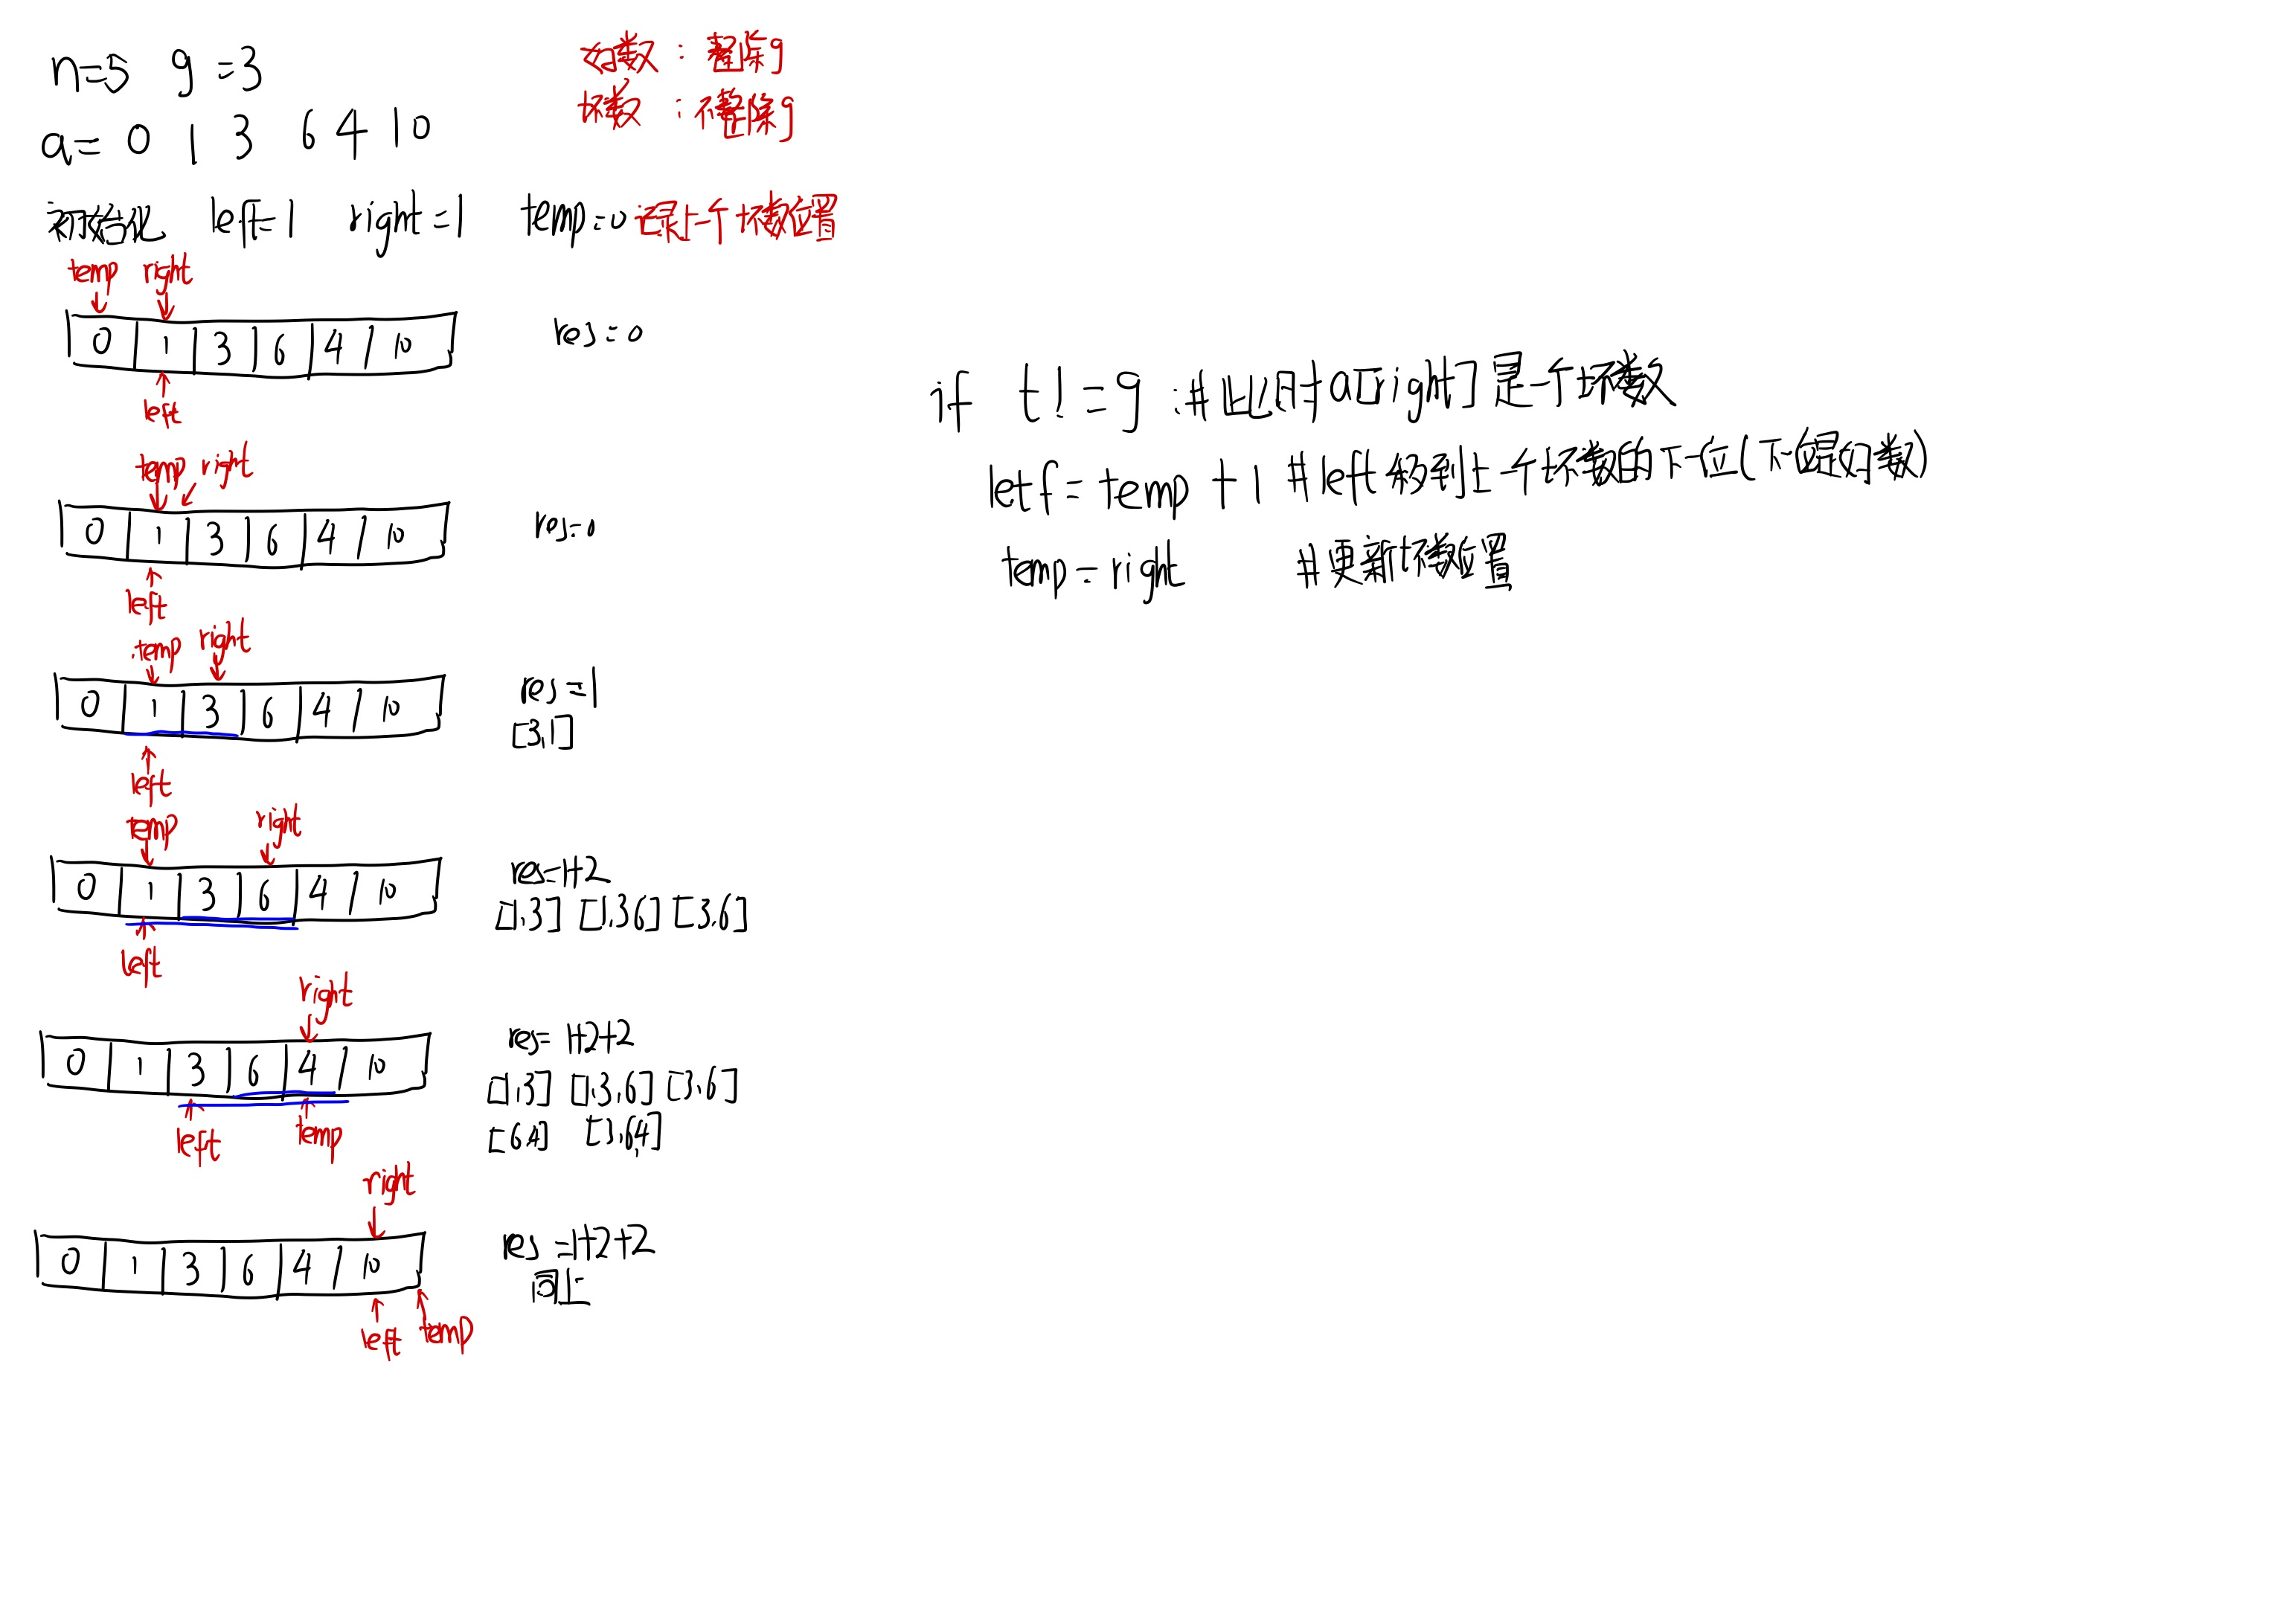 n=5 g=3
好数：整除g
坏数：不整除g
a= 0 1 3 6 4 10
初始化 left=1 right=1 temp=0 记录上一个坏数位置
temp right
0 1 3 6 4 10
res=0
left
temp right
0 1 3 6 4 10
res=0
left
temp right
0 1 3 6 4 10
res=1
[3,1]
left
temp right
0 1 3 6 4 10
res=1+2
[1,3] [1,3,6] [3,6]
left
right
0 1 3 6 4 10
res= 1+2+2
[1,3] [1,3,6] [3,6]
[6,4] [3,6,4]
left temp
right
0 1 3 6 4 10
res=1+2+2
同上
left temp
if t!=g :#此时a[right]是一个坏数
letf=temp+1 #left移到上一个坏数的下一位(下一位是好数)
temp=right #更新坏数位置